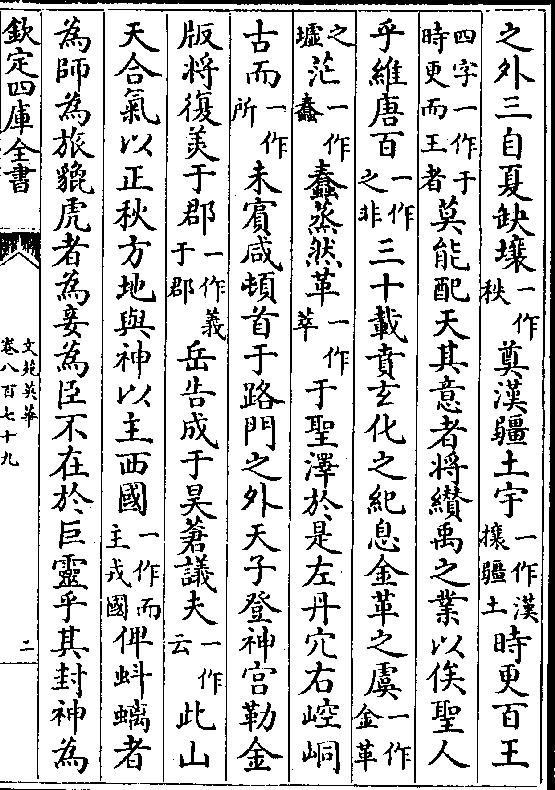 之外三自夏缺壤一作秩奠漢疆土宇一作漢攘疆土時更百王
四字一作于時更而王者莫能配天其意者將纘禹之業以俟聖人
乎維唐百一作之非三十載賁玄化之紀息金革之虞一作金革
之墟茫一作蠢蠢蒸然革一作萃于聖澤於是左丹穴右崆峒
古而一作所未賓咸頓首于路門之外天子登神宮勒金
版將復美于郡一作義于郡岳告成于昊蒼議夫一作云此山
天合氣以正秋方地與神以主西國一作而主戎國俾蚪螭者
為師為旅貔虎者為妾為臣不在於巨靈乎其封神為
欽定四庫全書
文苑英華
卷八百七十九
二